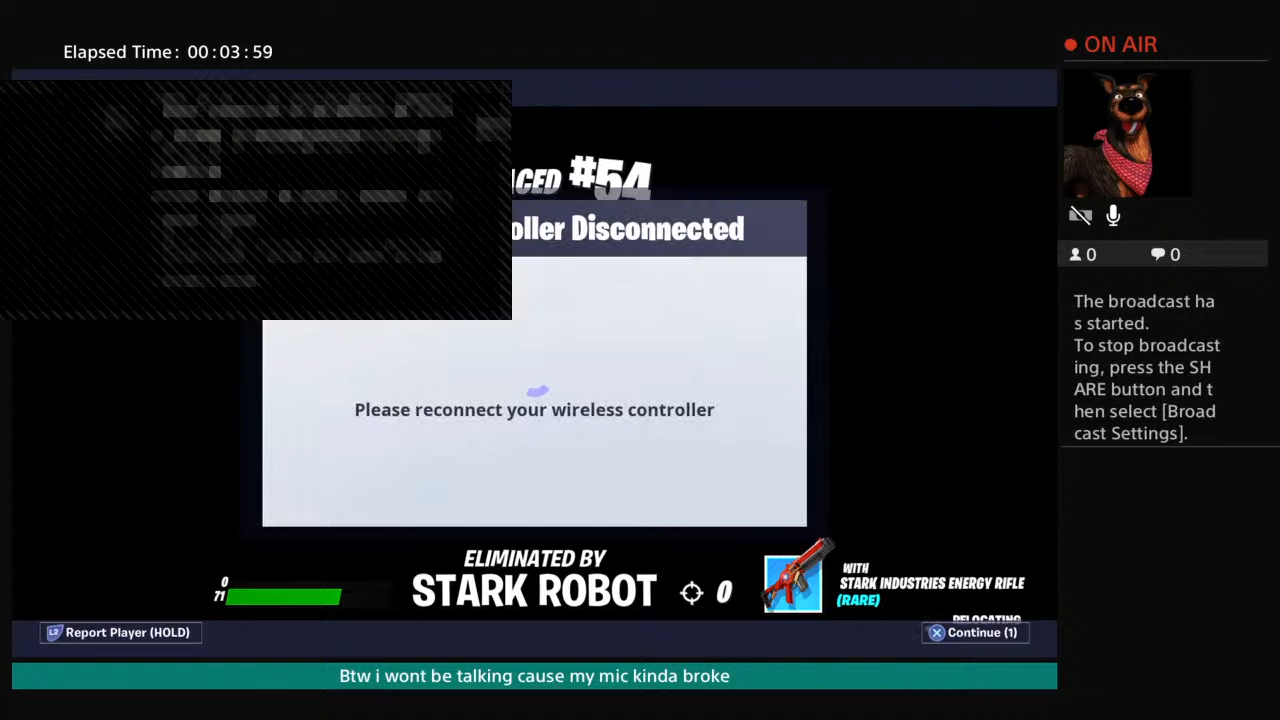 Elapsed Time: 00:03:59
ON AIR
#54
Disconnected
0
0
The broadcast ha
s started.
To stop broadcast
ing, press the SH
ARE button and t
hen select [Broad
cast Settings].
Please reconnect your wireless controller
ELIMINATED BY
STARK ROBOT
0
WITH
STARK INDUSTRIES ENERGY RIFLE
(RARE)
0
71
RELOCATING
L2 Report Player (HOLD)
Continue (1)
Btw i wont be talking cause my mic kinda broke